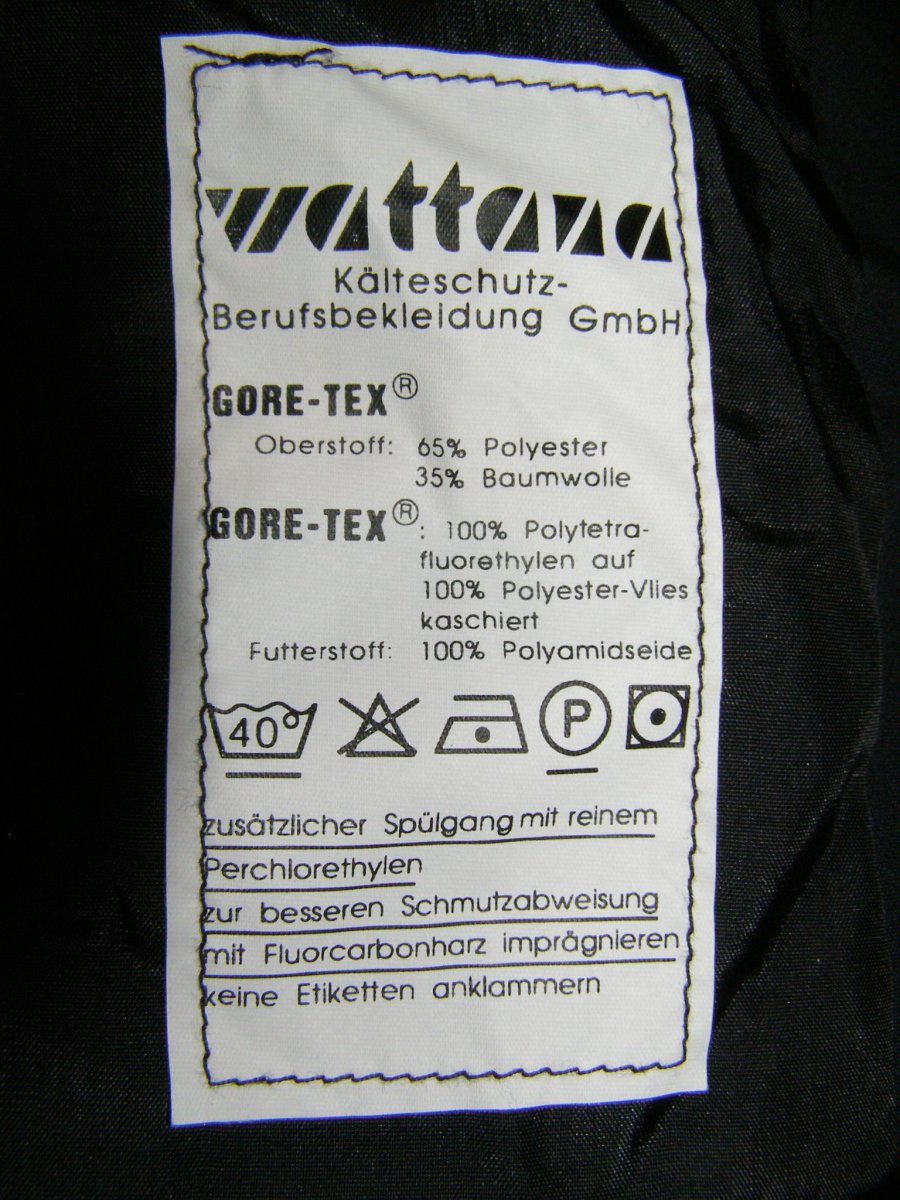 wattana
Kälteschutz-
Berufsbekleidung GmbH
GORE-TEX®
Oberstoff: 65% Polyester
35% Baumwolle
GORE-TEX®: 100% Polytetra-
fluorethylen auf
100% Polyester-Vlies
kaschiert
Futterstoff: 100% Polyamidseide
40° P
zusätzlicher Spülgang mit reinem
Perchlorethylen
zur besseren Schmutzabweisung
mit Fluorcarbonharz imprägnieren
keine Etiketten anklammern